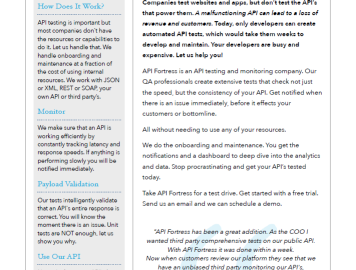 How Does It Work?
API testing is important but
most companies don't have
the resources or capabilities to
do it. Let us handle that. We
handle onboarding and
maintenance at a fraction of
the cost of using internal
resources. We work with JSON
or XML, REST or SOAP, your
own API or third party's.
Monitor
We make sure that an API is
working efficiently by
constantly tracking latency and
response speeds. If anything is
performing slowly you will be
notified immediately.
Payload Validation
Our tests intelligently validate
that an API's entire response is
correct. You will know the
moment there is an issue. Unit
tests are NOT enough, let us
show you why.
Use Our API
Companies test websites and apps, but don't test the API's
that power them. A malfunctioning API can lead to a loss of
revenue and customers. Today, only developers can create
automated API tests, which would take them weeks to
develop and maintain. Your developers are busy and
expensive. Let us help you!
API Fortress is an API testing and monitoring company. Our
QA professionals create extensive tests that check not just
the speed, but the consistency of your API. Get notified when
there is an issue immediately, before it effects your
customers or bottomline.
All without needing to use any of your resources.
We do the onboarding and maintenance. You get the
notifications and a dashboard to deep dive into the analytics
and data. Stop procrastinating and get your API's tested
today.
Take API Fortress for a test drive. Get started with a free trial.
Send us an email and we can schedule a demo.
"API Fortress has been a great addition. As the COO I
wanted third party comprehensive tests on our public API.
With API Fortress it was done within a week.
Now when customers review our platform they see that we
have an unbiased third party monitoring our API's,